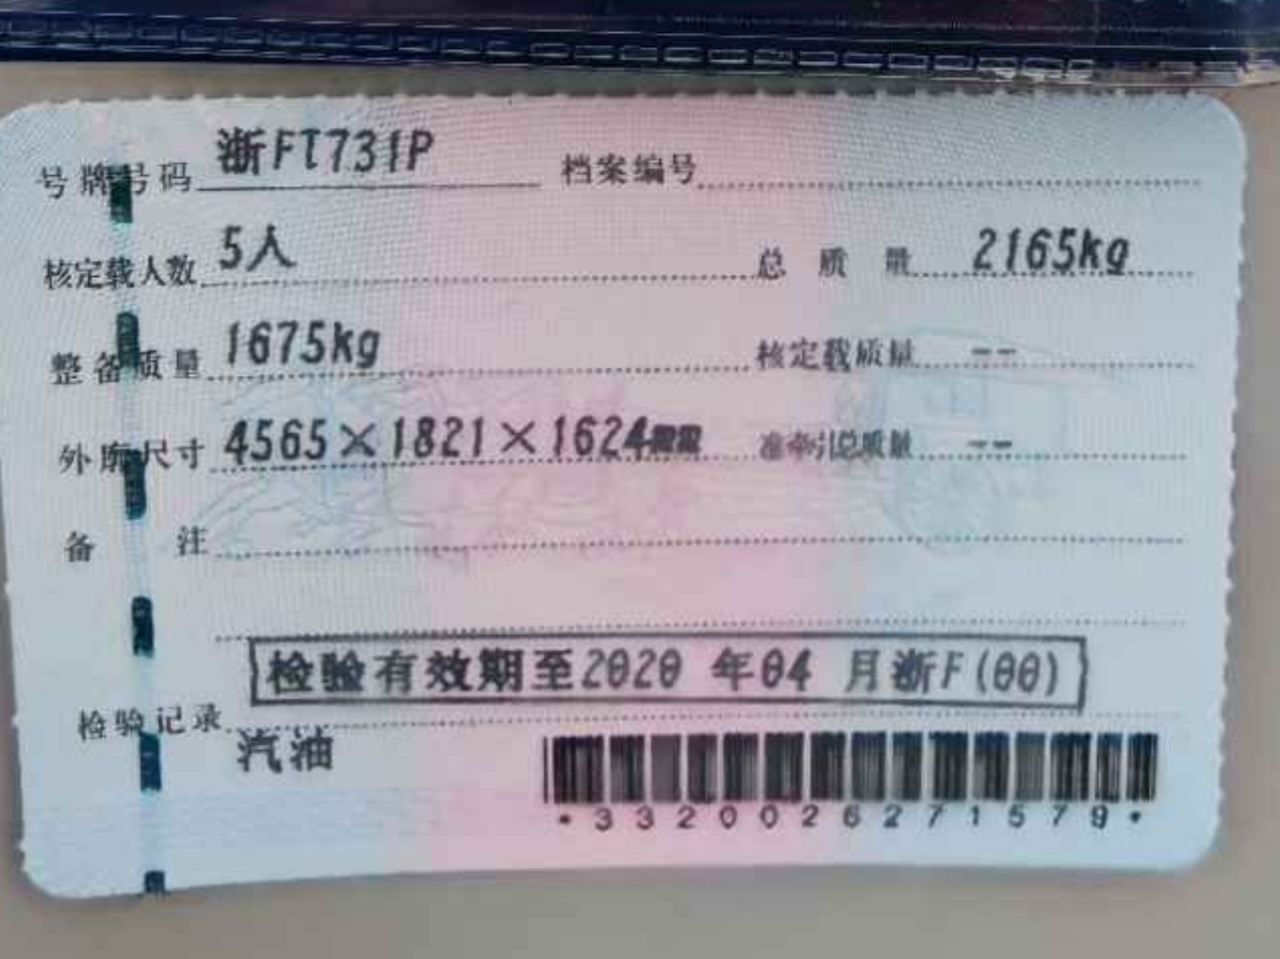 号牌号码 浙FT731P 档案编号
核定载人数 5人 总质量 2165kg
整备质量 1675kg 核定载质量 --
外廓尺寸 4565×1821×1624mm 准牵引总质量 --
备注
检验有效期至2020 年04 月浙F(00)
检验记录
汽油
*3320026271579*